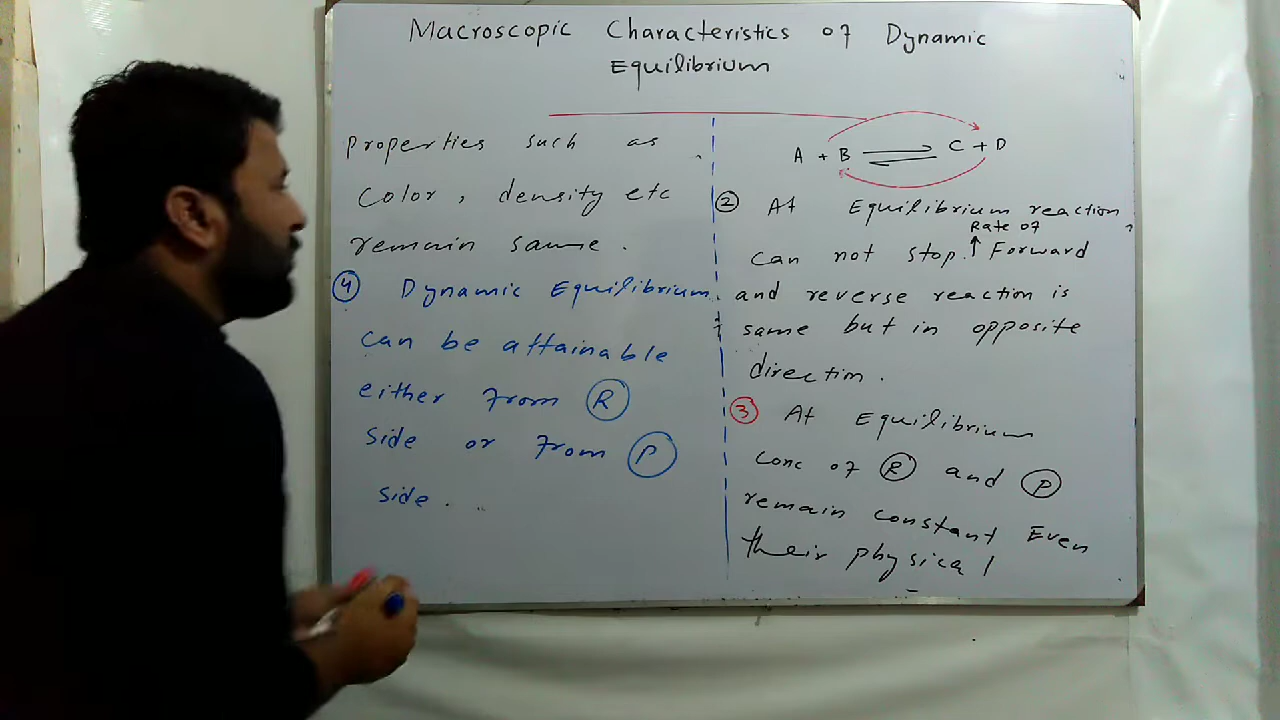 Macroscopic Characteristics of Dynamic
Equilibrium
A + B ⇌ C + D
② At Equilibrium reaction
can not stop. Rate of Forward
and reverse reaction is
same but in opposite
direction.
③ At Equilibrium
conc of Ⓡ and Ⓟ
remain constant Even
their physical
properties such as
color, density etc
remain same.
④ Dynamic Equilibrium
can be attainable
either from Ⓡ
side or from Ⓟ
side.